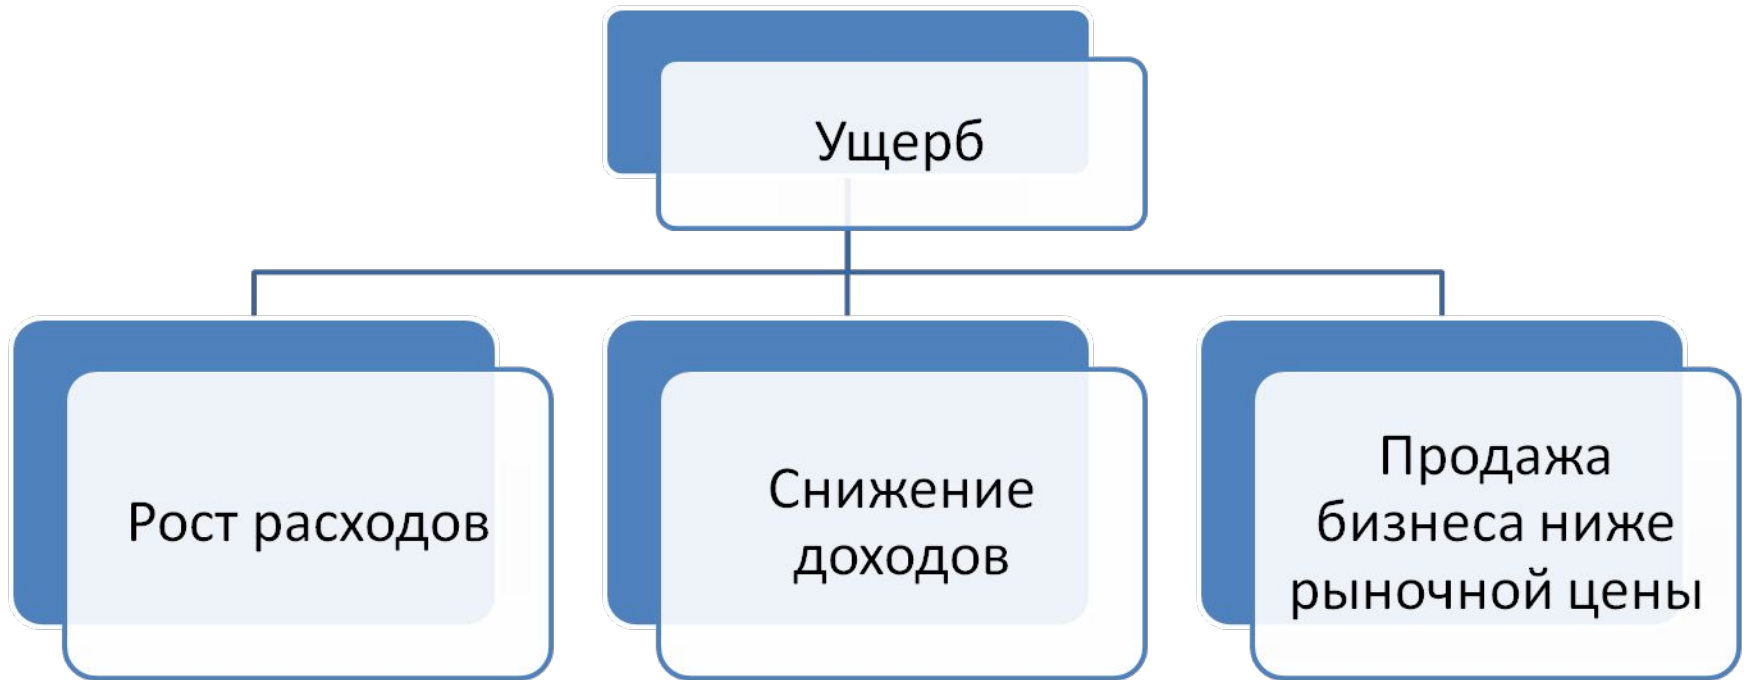 Ущерб
Рост расходов
Снижение
доходов
Продажа
бизнеса ниже
рыночной цены